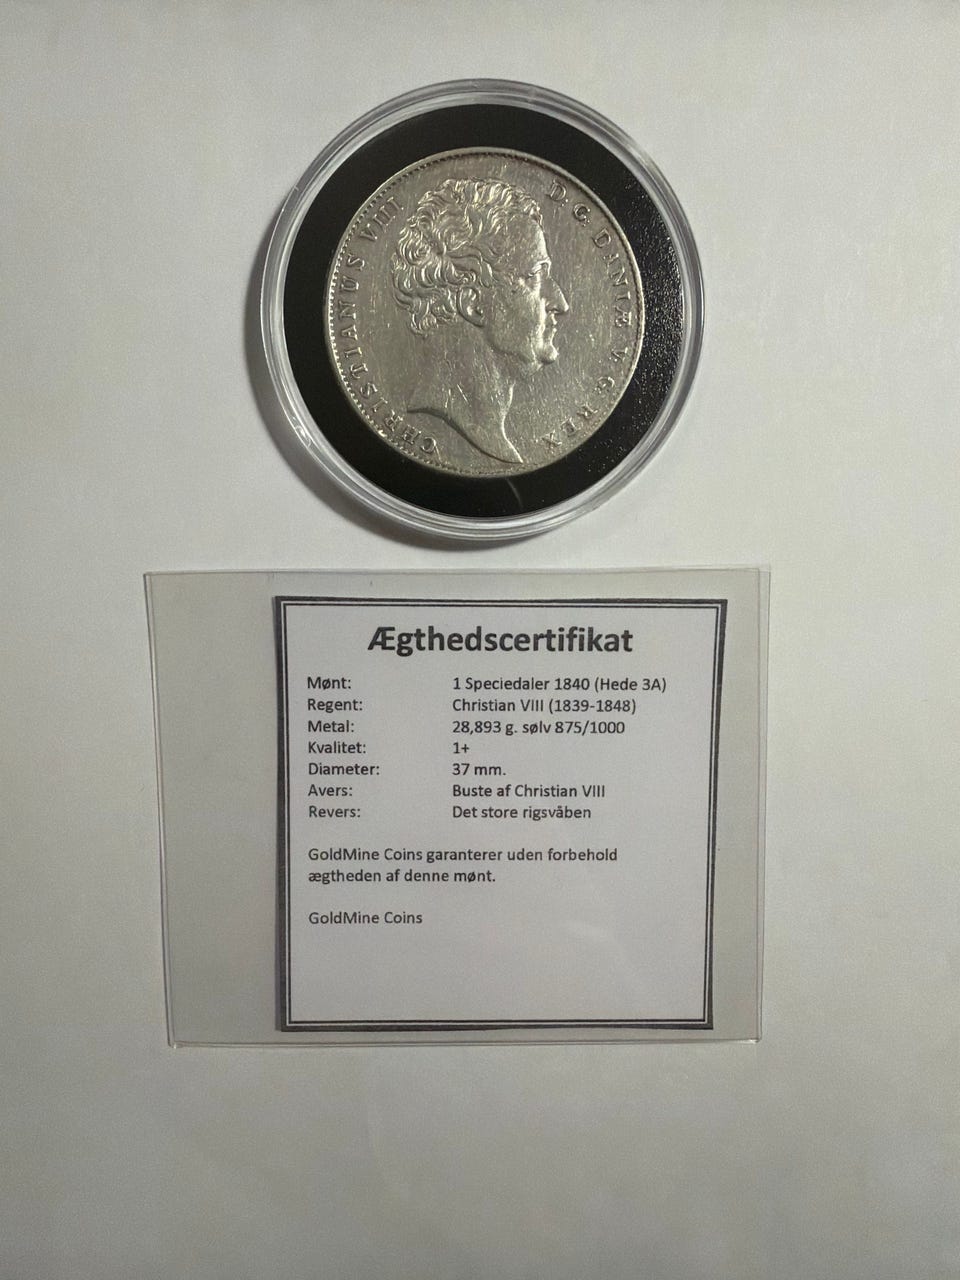 CHRISTIANUS VIII D. G. DANIÆ V. G. REX
Ægthedscertifikat
Mønt: 1 Speciedaler 1840 (Hede 3A)
Regent: Christian VIII (1839-1848)
Metal: 28,893 g. sølv 875/1000
Kvalitet: 1+
Diameter: 37 mm.
Avers: Buste af Christian VIII
Revers: Det store rigsvåben
GoldMine Coins garanterer uden forbehold
ægtheden af denne mønt.
GoldMine Coins